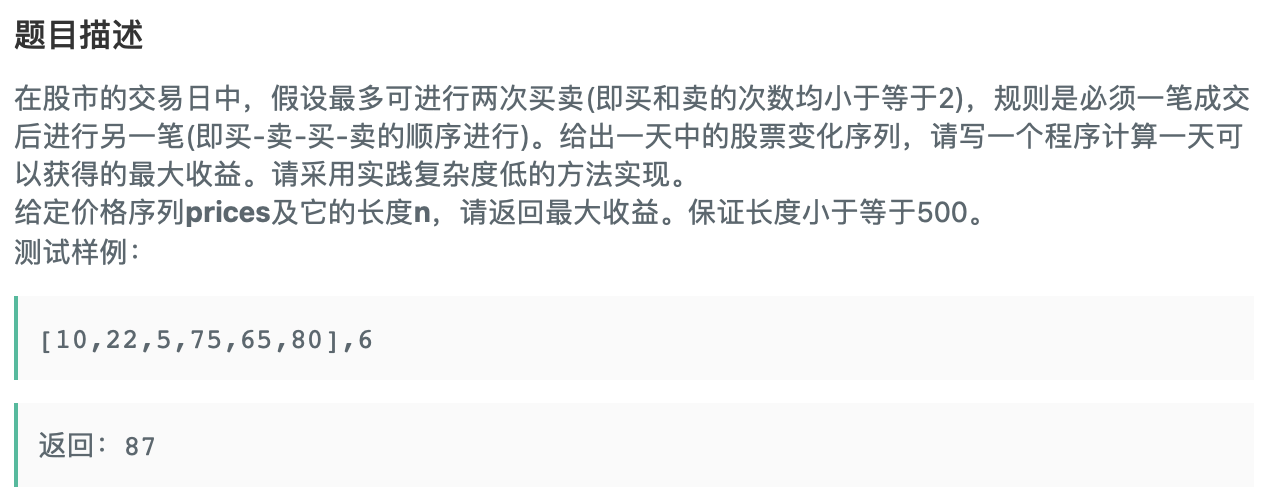 题目描述
在股市的交易日中，假设最多可进行两次买卖(即买和卖的次数均小于等于2)，规则是必须一笔成交
后进行另一笔(即买-卖-买-卖的顺序进行)。给出一天中的股票变化序列，请写一个程序计算一天可
以获得的最大收益。请采用实践复杂度低的方法实现。
给定价格序列prices及它的长度n，请返回最大收益。保证长度小于等于500。
测试样例：
[10,22,5,75,65,80],6
返回：87